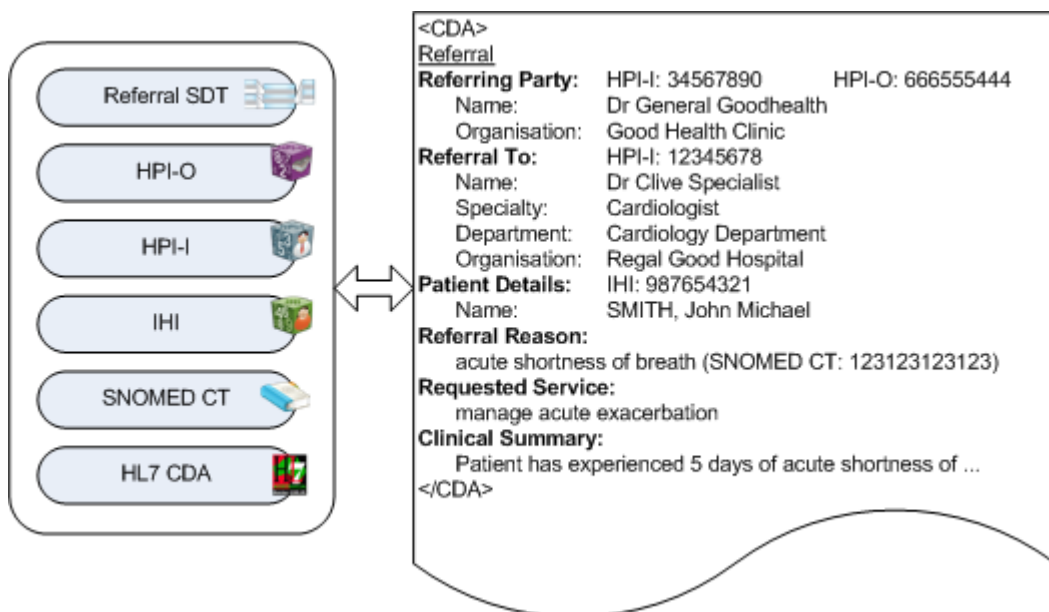 Referral SDT
HPI-O
HPI-I
IHI
SNOMED CT
HL7 CDA
<CDA>
Referral
Referring Party: HPI-I: 34567890 HPI-O: 666555444
Name: Dr General Goodhealth
Organisation: Good Health Clinic
Referral To: HPI-I: 12345678
Name: Dr Clive Specialist
Specialty: Cardiologist
Department: Cardiology Department
Organisation: Regal Good Hospital
Patient Details: IHI: 987654321
Name: SMITH, John Michael
Referral Reason:
acute shortness of breath (SNOMED CT: 123123123123)
Requested Service:
manage acute exacerbation
Clinical Summary:
Patient has experienced 5 days of acute shortness of ...
</CDA>